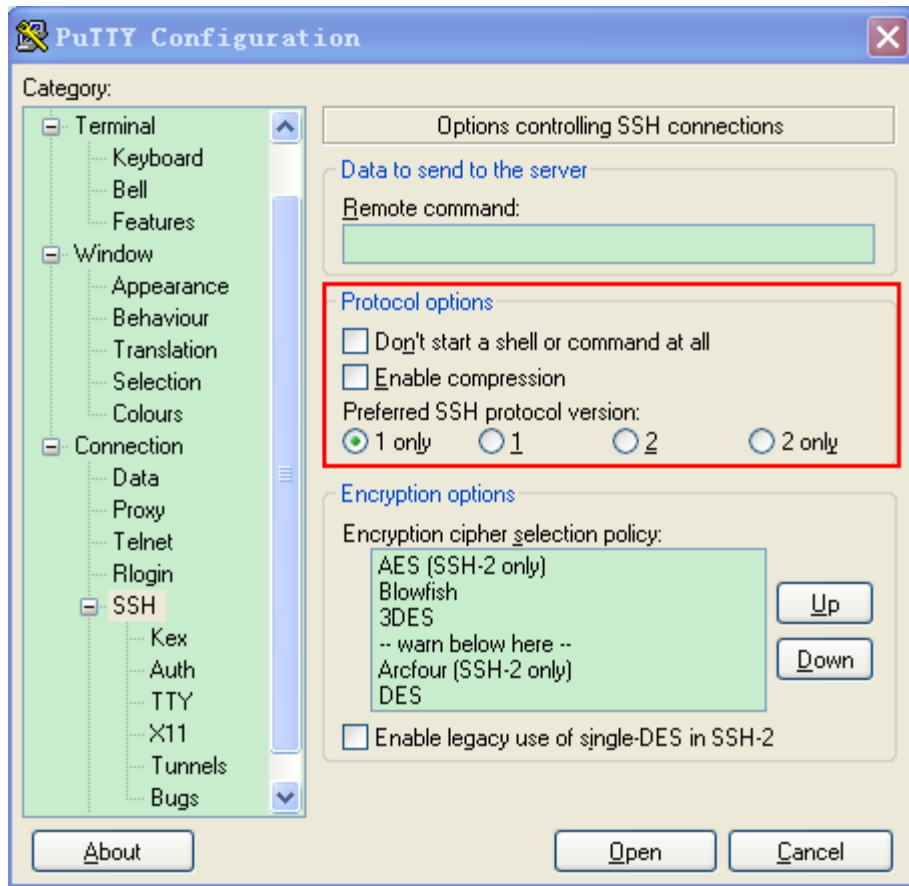 PuTTY Configuration
Category:
Terminal
Keyboard
Bell
Features
Window
Appearance
Behaviour
Translation
Selection
Colours
Connection
Data
Proxy
Telnet
Rlogin
SSH
Kex
Auth
TTY
X11
Tunnels
Bugs
Options controlling SSH connections
Data to send to the server
Remote command:
Protocol options
Don't start a shell or command at all
Enable compression
Preferred SSH protocol version:
1 only 1 2 2 only
Encryption options
Encryption cipher selection policy:
AES (SSH-2 only)
Blowfish
3DES
-- warn below here --
Arcfour (SSH-2 only)
DES
Up
Down
Enable legacy use of single-DES in SSH-2
About Open Cancel